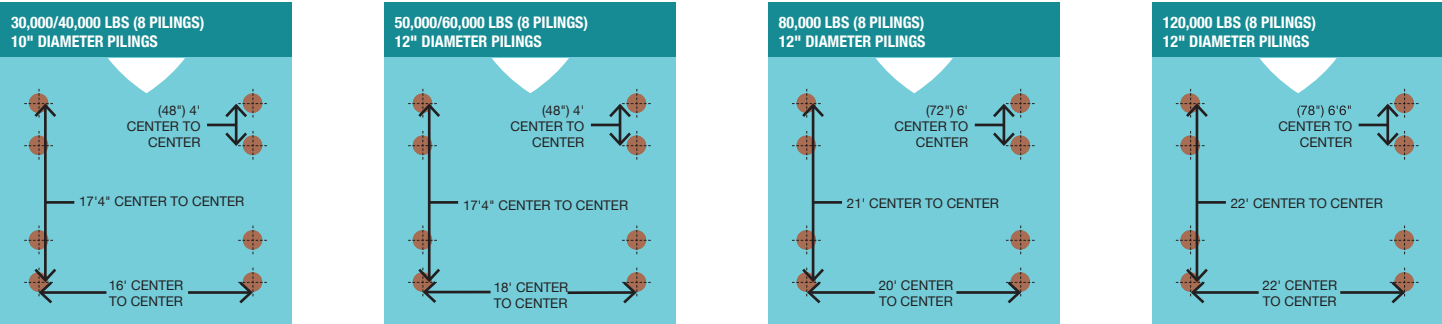 30,000/40,000 LBS (8 PILINGS)
10" DIAMETER PILINGS
(48") 4'
CENTER TO
CENTER
17'4" CENTER TO CENTER
16' CENTER
TO CENTER
50,000/60,000 LBS (8 PILINGS)
12" DIAMETER PILINGS
(48") 4'
CENTER TO
CENTER
17'4" CENTER TO CENTER
18' CENTER
TO CENTER
80,000 LBS (8 PILINGS)
12" DIAMETER PILINGS
(72") 6'
CENTER TO
CENTER
21' CENTER TO CENTER
20' CENTER
TO CENTER
120,000 LBS (8 PILINGS)
12" DIAMETER PILINGS
(78") 6'6"
CENTER TO
CENTER
22' CENTER TO CENTER
22' CENTER
TO CENTER